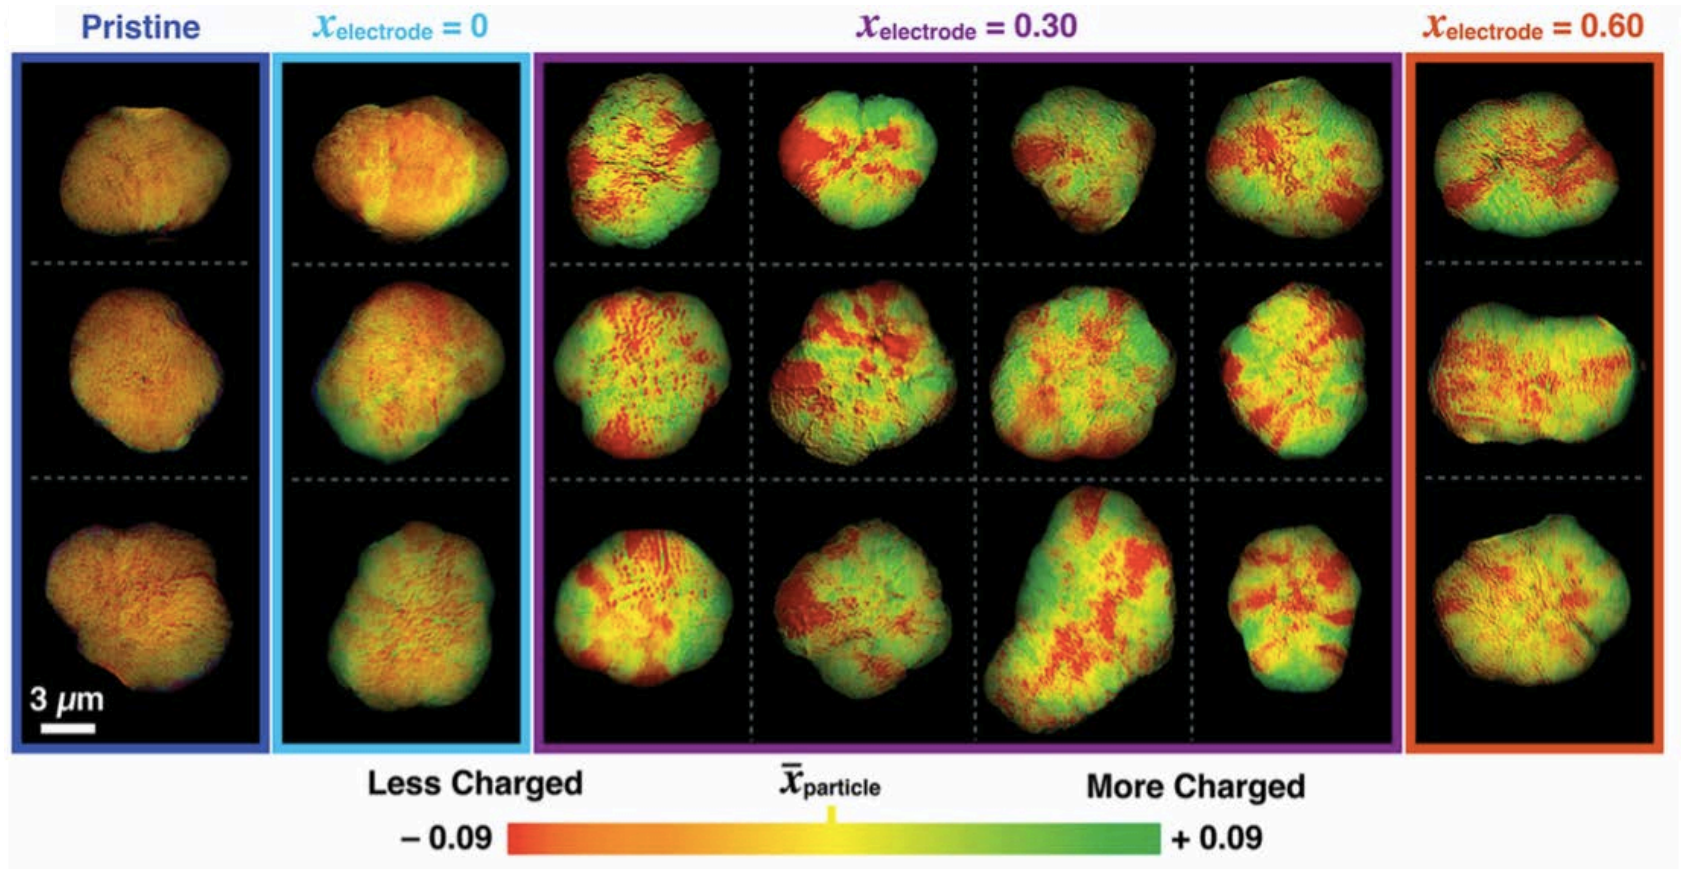 Pristine
xelectrode = 0
xelectrode = 0.30
xelectrode = 0.60
3 µm
Less Charged
x̄particle
More Charged
– 0.09
+ 0.09